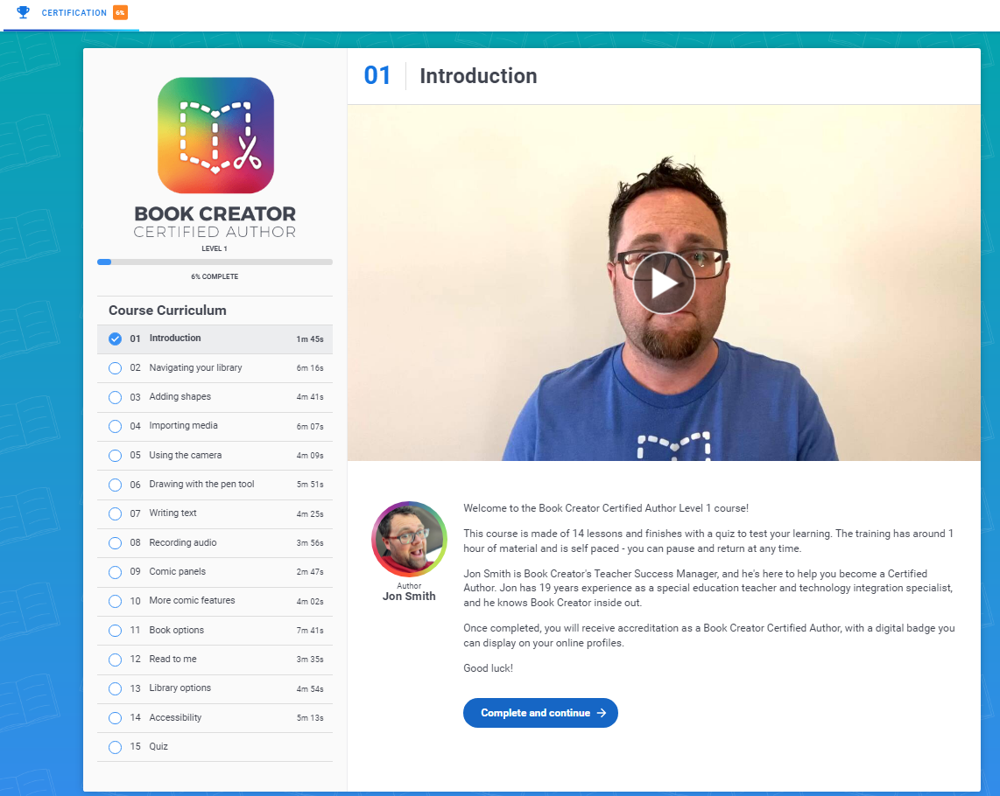 CERTIFICATION 6%
BOOK CREATOR
CERTIFIED AUTHOR
LEVEL 1
6% COMPLETE
Course Curriculum
01 Introduction 1m 45s
02 Navigating your library 6m 16s
03 Adding shapes 4m 41s
04 Importing media 6m 07s
05 Using the camera 4m 09s
06 Drawing with the pen tool 5m 51s
07 Writing text 4m 25s
08 Recording audio 3m 56s
09 Comic panels 2m 47s
10 More comic features 4m 02s
11 Book options 7m 41s
12 Read to me 3m 35s
13 Library options 4m 54s
14 Accessibility 5m 13s
15 Quiz
01 Introduction
Author
Jon Smith
Welcome to the Book Creator Certified Author Level 1 course!
This course is made of 14 lessons and finishes with a quiz to test your learning. The training has around 1
hour of material and is self paced - you can pause and return at any time.
Jon Smith is Book Creator's Teacher Success Manager, and he's here to help you become a Certified
Author. Jon has 19 years experience as a special education teacher and technology integration specialist,
and he knows Book Creator inside out.
Once completed, you will receive accreditation as a Book Creator Certified Author, with a digital badge you
can display on your online profiles.
Good luck!
Complete and continue